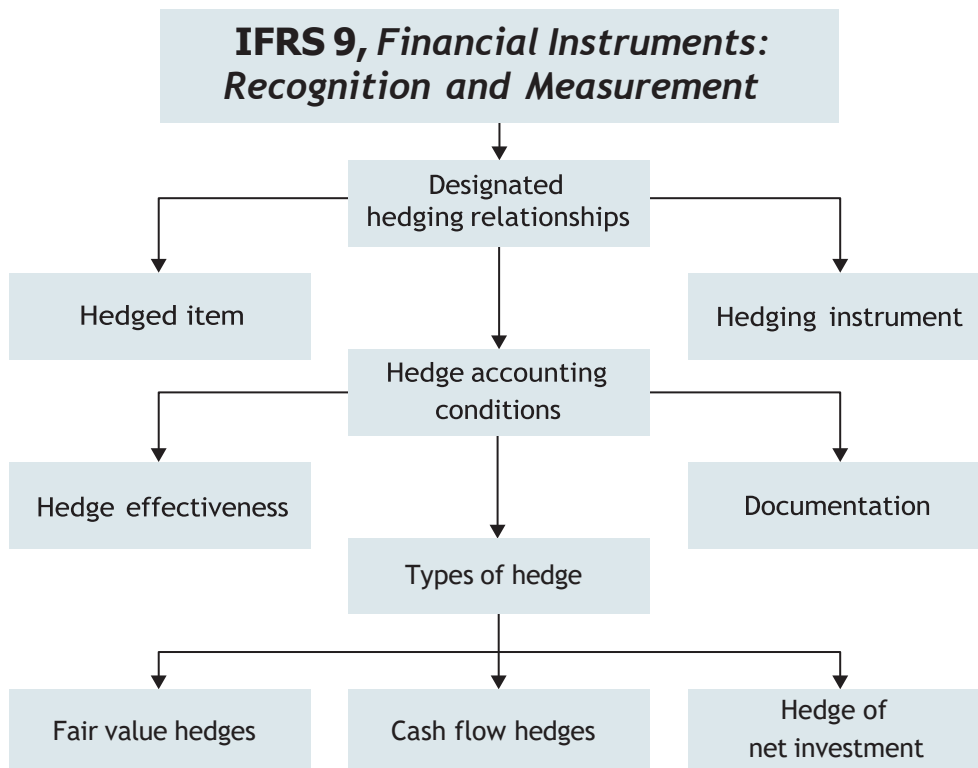 IFRS 9, Financial Instruments:
Recognition and Measurement
Designated
hedging relationships
Hedged item
Hedging instrument
Hedge accounting
conditions
Hedge effectiveness
Documentation
Types of hedge
Fair value hedges
Cash flow hedges
Hedge of
net investment